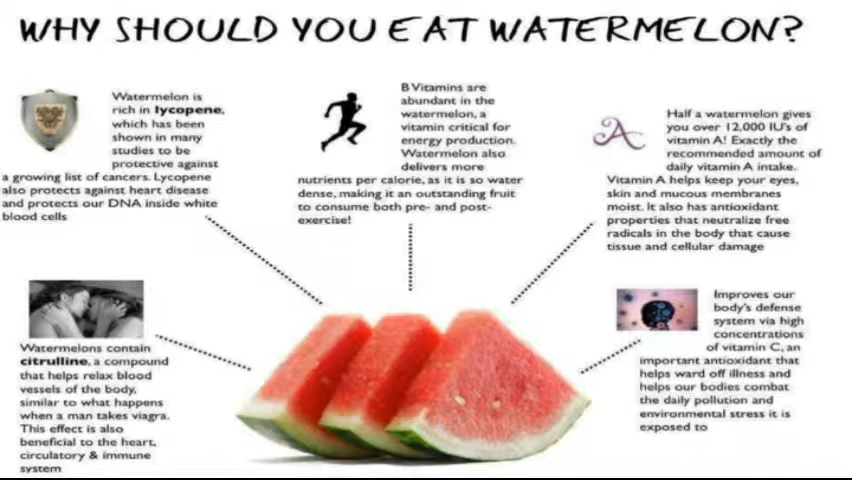 WHY SHOULD YOU EAT WATERMELON?
Watermelon is
rich in lycopene,
which has been
shown in many
studies to be
protective against
a growing list of cancers. Lycopene
also protects against heart disease
and protects our DNA inside white
blood cells
B Vitamins are
abundant in the
watermelon, a
vitamin critical for
energy production.
Watermelon also
delivers more
nutrients per calorie, as it is so water
dense, making it an outstanding fruit
to consume both pre- and post-
exercise!
A
Half a watermelon gives
you over 12,000 IU's of
vitamin A! Exactly the
recommended amount of
daily vitamin A intake.
Vitamin A helps keep your eyes,
skin and mucous membranes
moist. It also has antioxidant
properties that neutralize free
radicals in the body that cause
tissue and cellular damage
Watermelons contain
citrulline, a compound
that helps relax blood
vessels of the body,
similar to what happens
when a man takes viagra.
This effect is also
beneficial to the heart,
circulatory & immune
system
Improves our
body's defense
system via high
concentrations
of vitamin C, an
important antioxidant that
helps ward off illness and
helps our bodies combat
the daily pollution and
environmental stress it is
exposed to